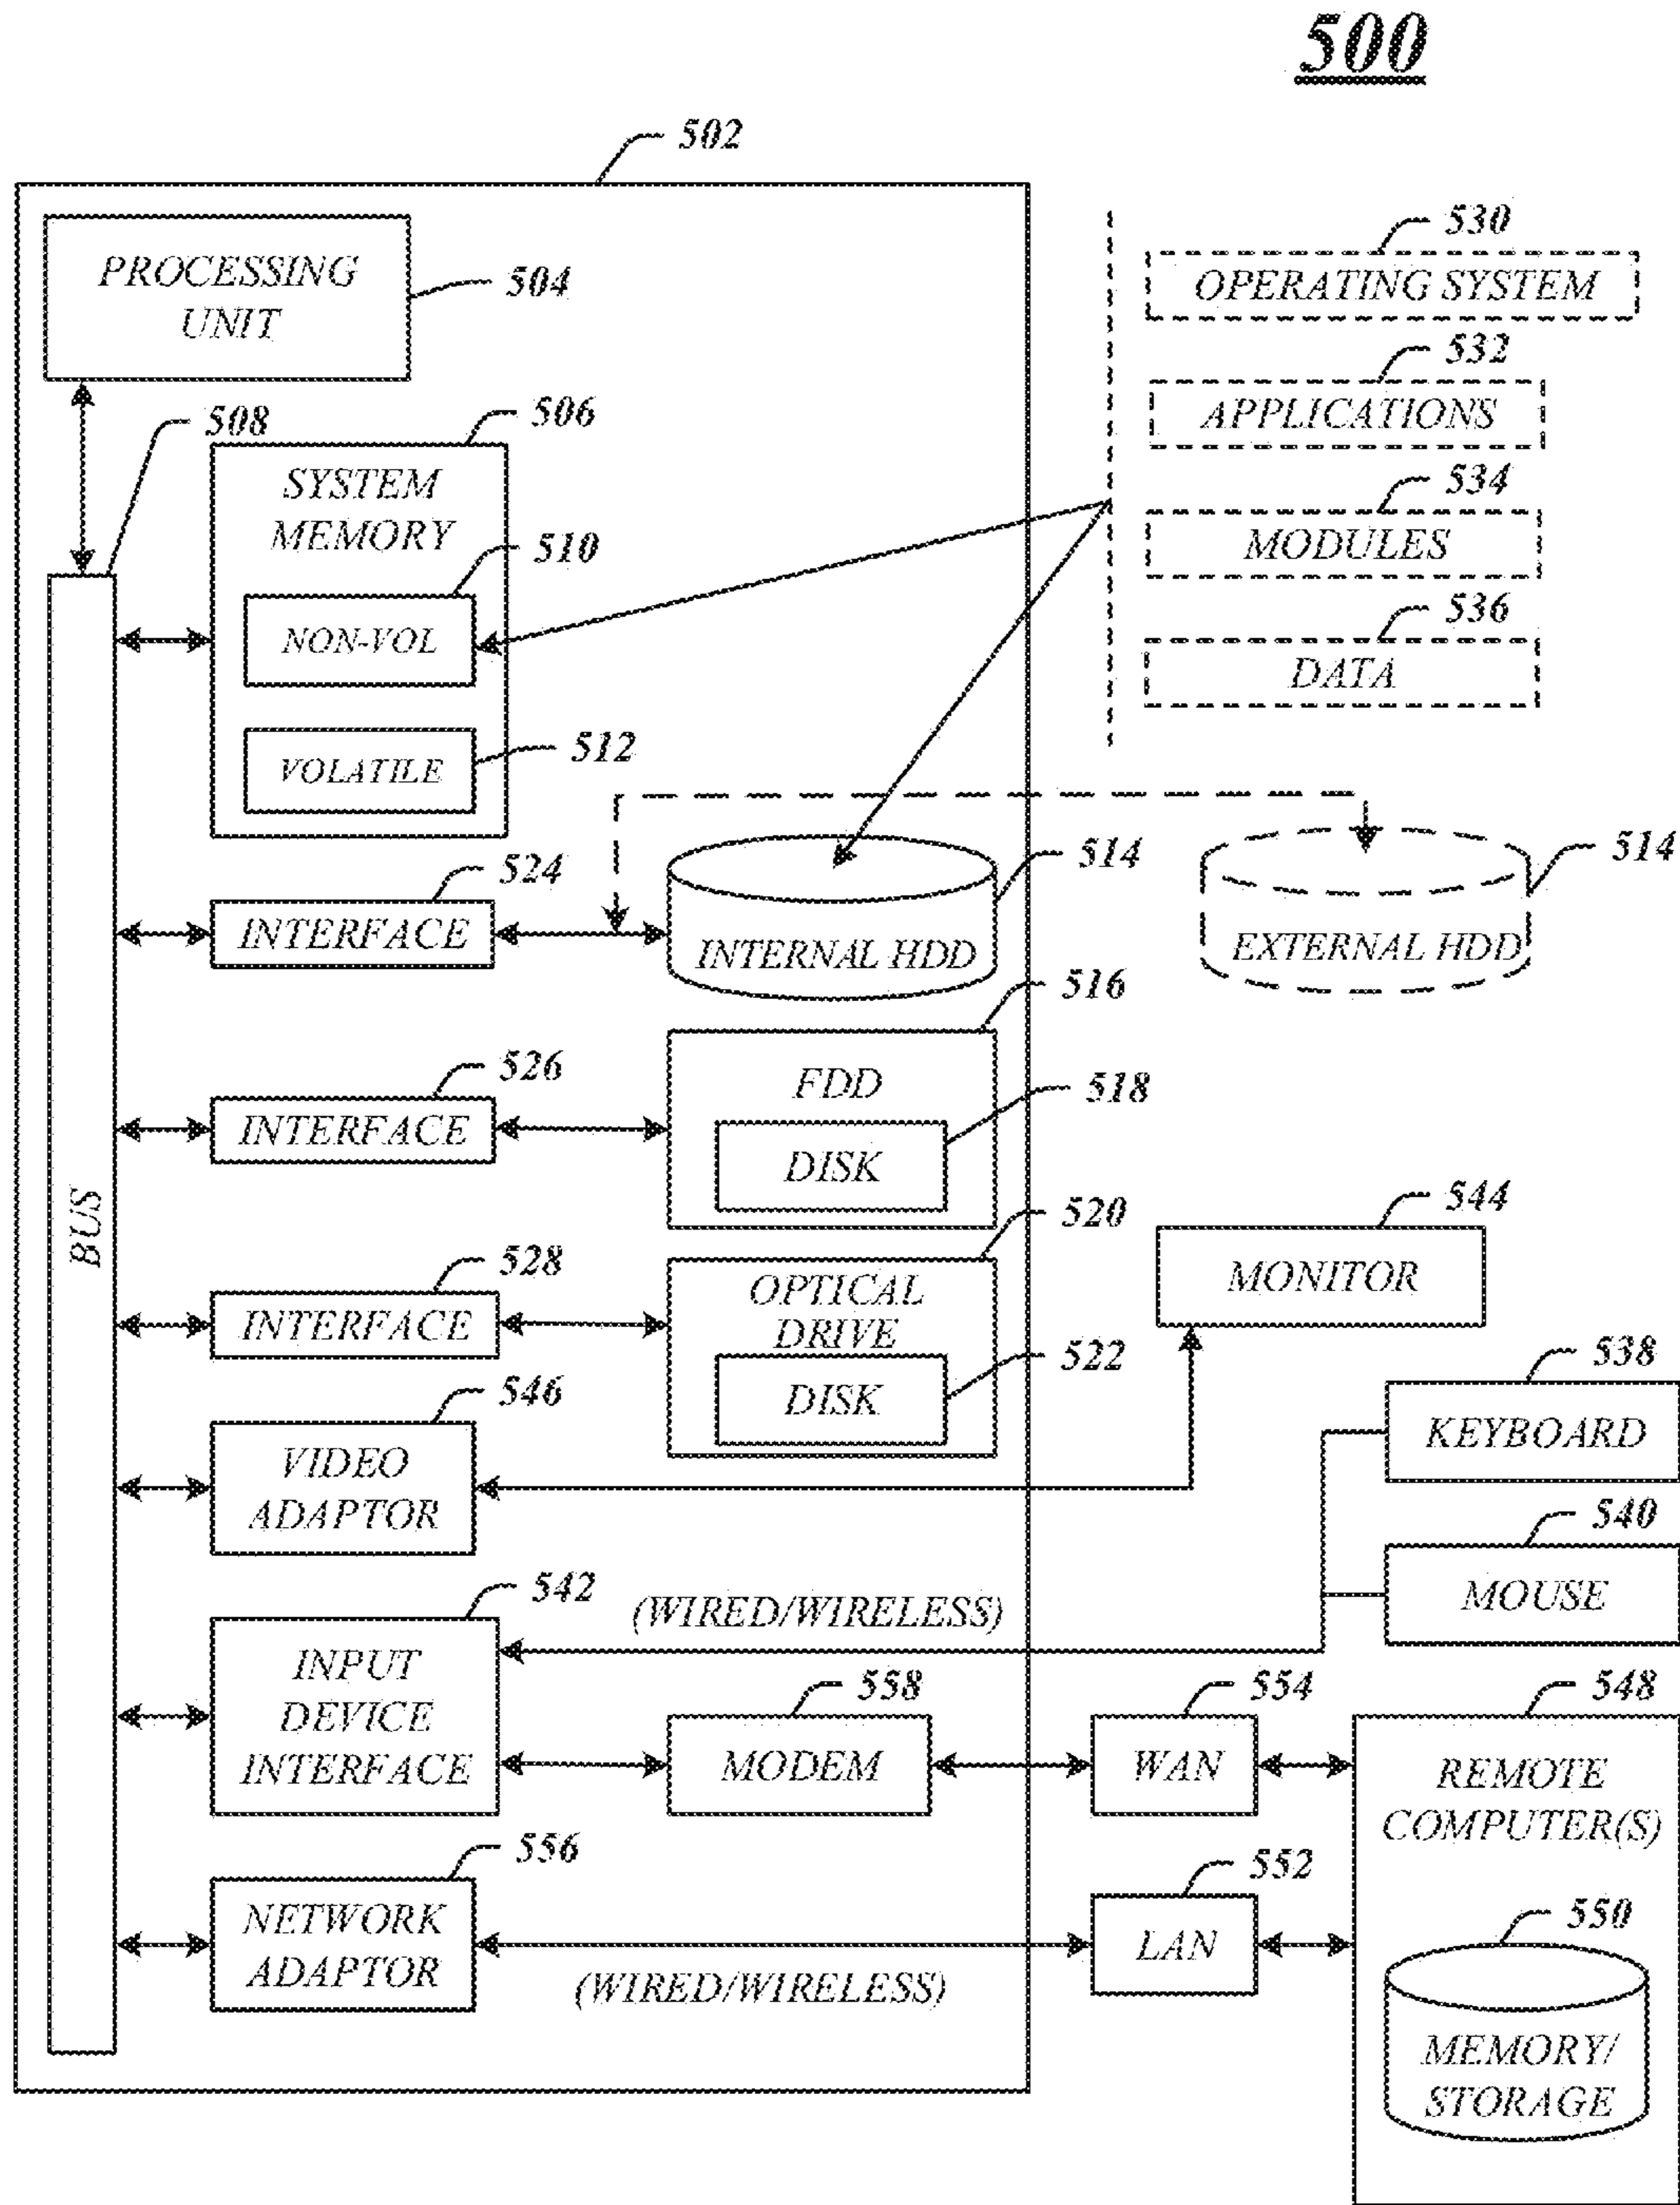 500
502
PROCESSING
UNIT
504
530
OPERATING SYSTEM
532
APPLICATIONS
534
MODULES
536
DATA
508
506
SYSTEM
MEMORY
510
NON-VOL
512
VOLATILE
BUS
524
INTERFACE
514
INTERNAL HDD
514
EXTERNAL HDD
526
INTERFACE
516
FDD
518
DISK
528
INTERFACE
520
OPTICAL
DRIVE
522
DISK
544
MONITOR
546
VIDEO
ADAPTOR
538
KEYBOARD
540
MOUSE
542
INPUT
DEVICE
INTERFACE
(WIRED/WIRELESS)
558
MODEM
554
WAN
548
REMOTE
COMPUTER(S)
556
NETWORK
ADAPTOR
(WIRED/WIRELESS)
552
LAN
550
MEMORY/
STORAGE